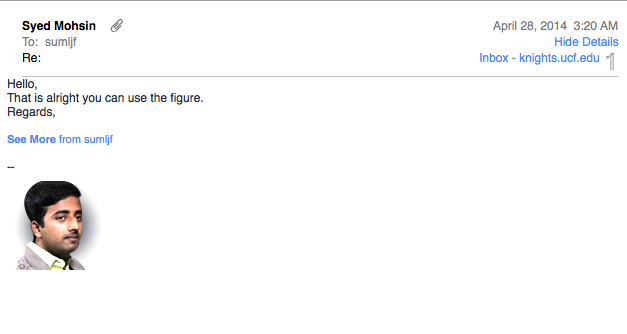 Syed Mohsin
April 28, 2014 3:20 AM
To: sumljf
Hide Details
Re:
Inbox - knights.ucf.edu 1
Hello,
That is alright you can use the figure.
Regards,
See More from sumljf
--